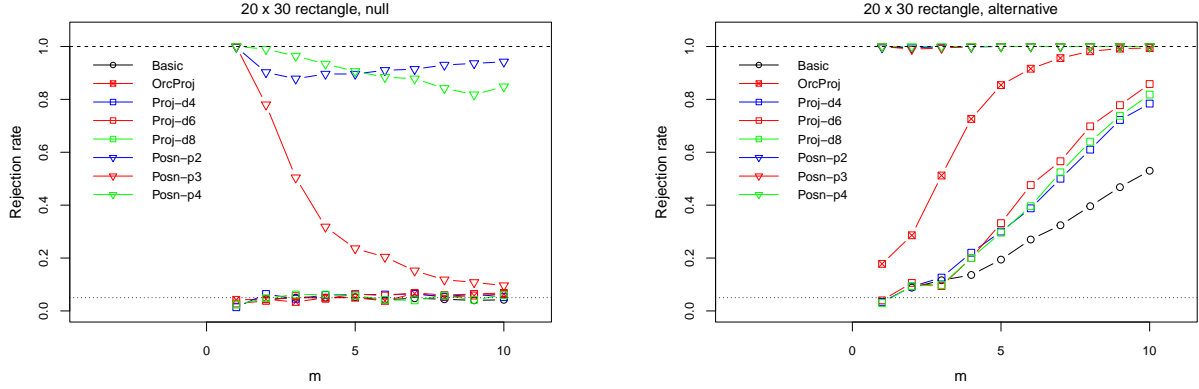 20 x 30 rectangle, null
Rejection rate
1.0
0.8
0.6
0.4
0.2
0.0
Basic
OrcProj
Proj-d4
Proj-d6
Proj-d8
Posn-p2
Posn-p3
Posn-p4
0
5
10
m
20 x 30 rectangle, alternative
Rejection rate
1.0
0.8
0.6
0.4
0.2
0.0
Basic
OrcProj
Proj-d4
Proj-d6
Proj-d8
Posn-p2
Posn-p3
Posn-p4
0
5
10
m